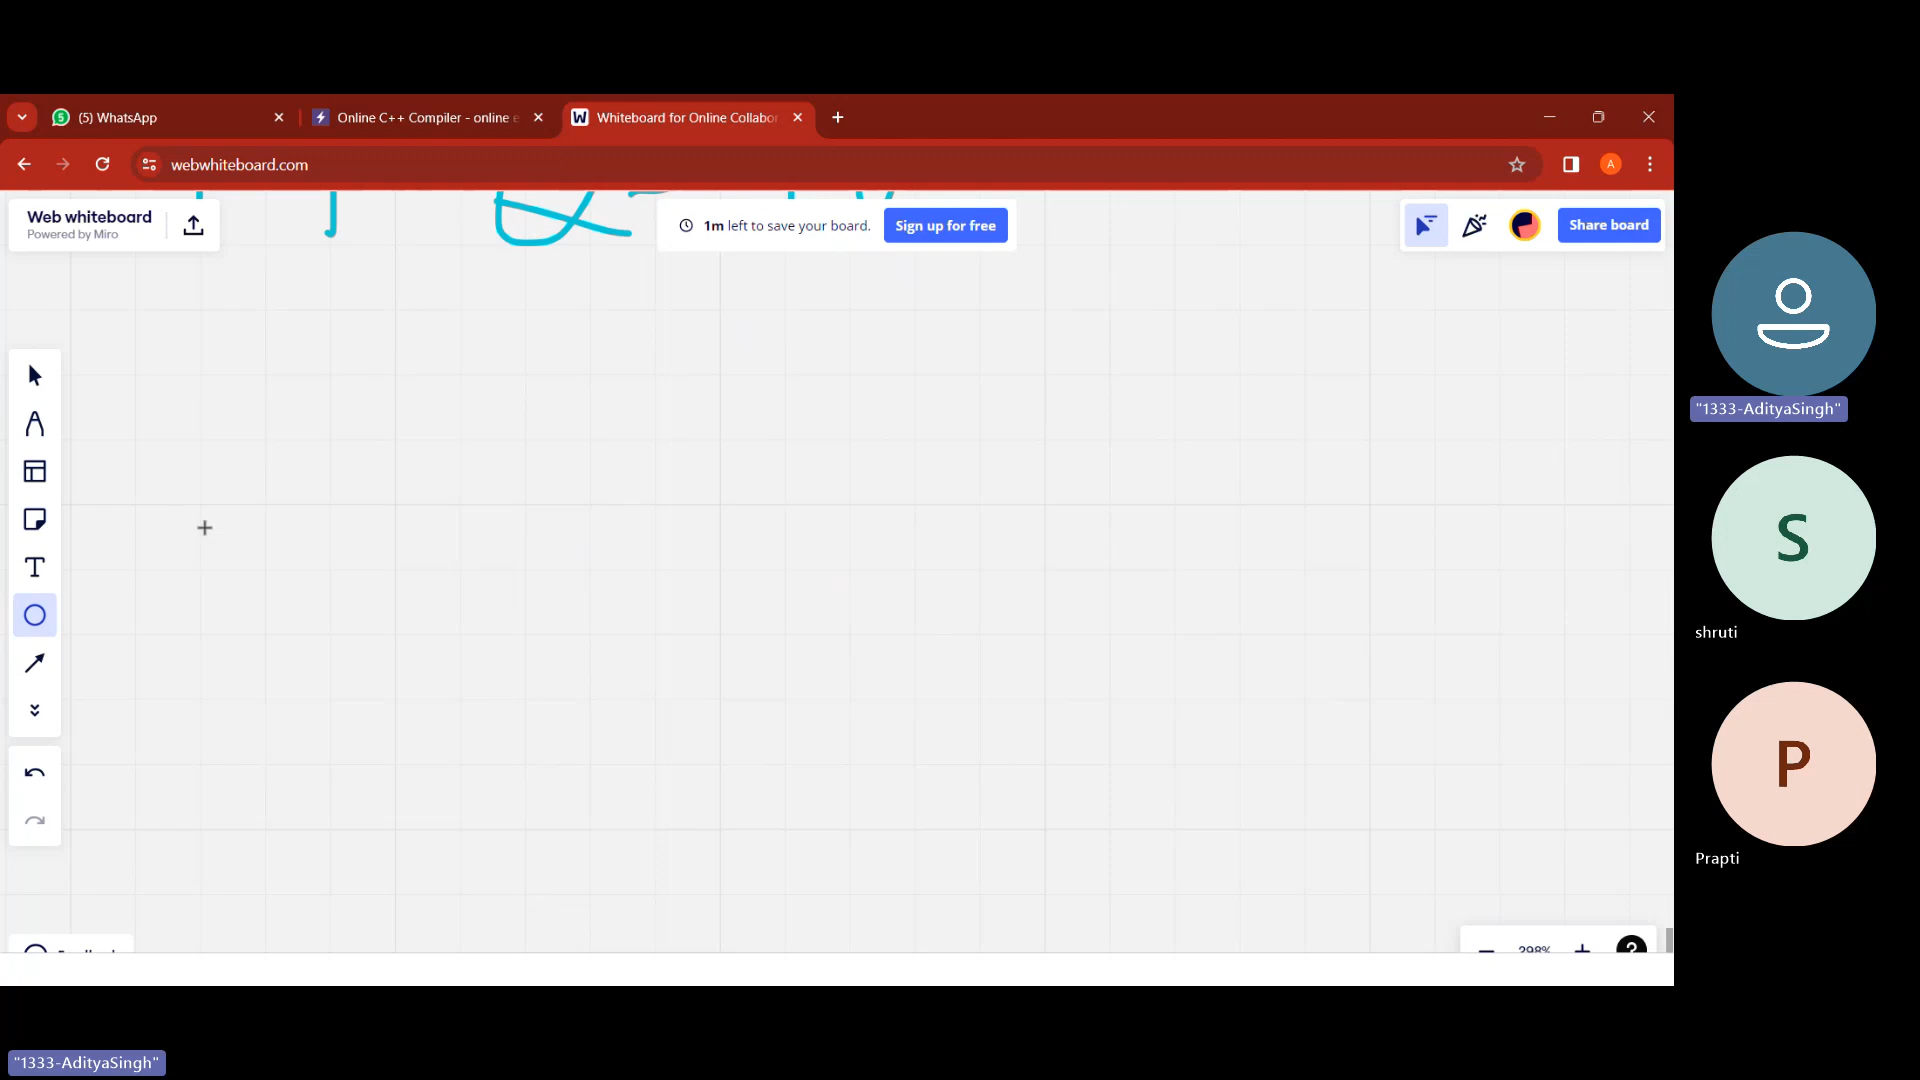 (5) WhatsApp
Online C++ Compiler - online e
Whiteboard for Online Collabor
webwhiteboard.com
Web whiteboard
Powered by Miro
1m left to save your board.
Sign up for free
Share board
T
298%
?
"1333-AdityaSingh"
S
shruti
P
Prapti
"1333-AdityaSingh"